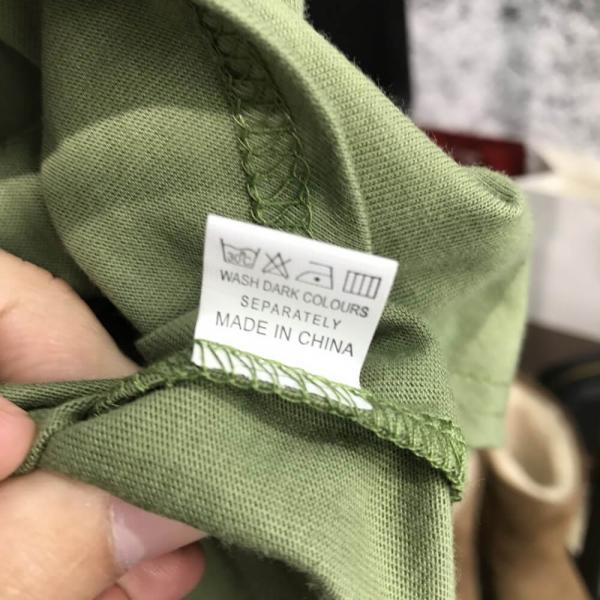 30°C
WASH DARK COLOURS
SEPARATELY
MADE IN CHINA